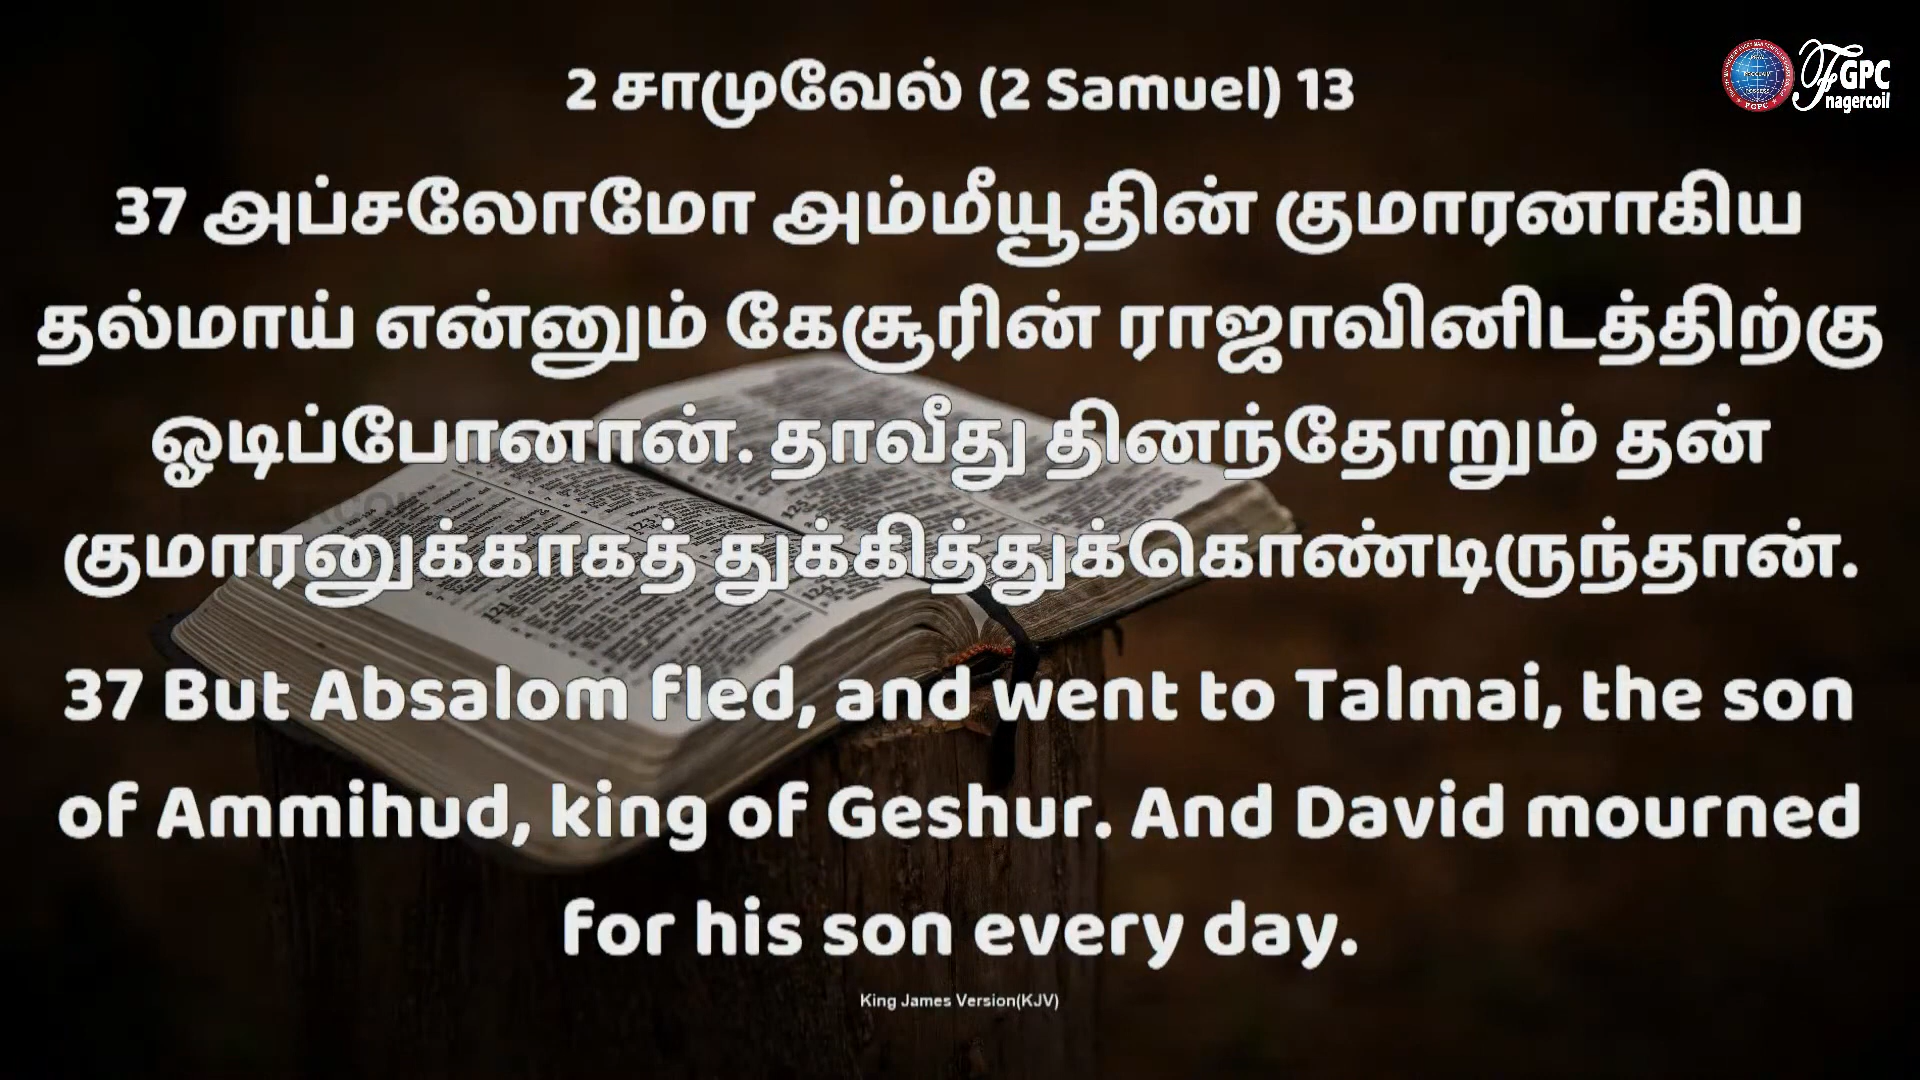 2 சாமுவேல் (2 Samuel) 13
FGPC
nagercoil
37 அப்சலோமோ அம்மீயூதின் குமாரனாகிய
தல்மாய் என்னும் கேசூரின் ராஜாவினிடத்திற்கு
ஓடிப்போனான். தாவீது தினந்தோறும் தன்
குமாரனுக்காகத் துக்கித்துக்கொண்டிருந்தான்.
37 But Absalom fled, and went to Talmai, the son
of Ammihud, king of Geshur. And David mourned
for his son every day.
King James Version(KJV)